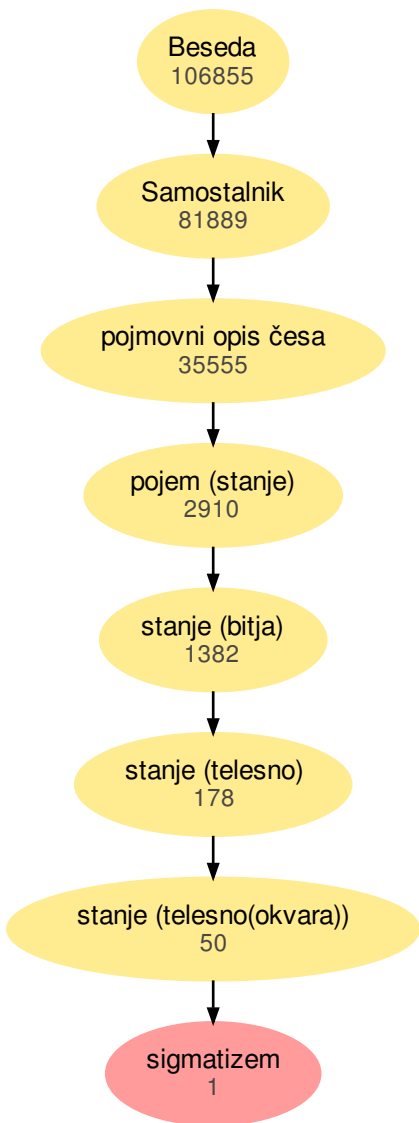 Beseda
106855
Samostalnik
81889
pojmovni opis česa
35555
pojem (stanje)
2910
stanje (bitja)
1382
stanje (telesno)
178
stanje (telesno(okvara))
50
sigmatizem
1